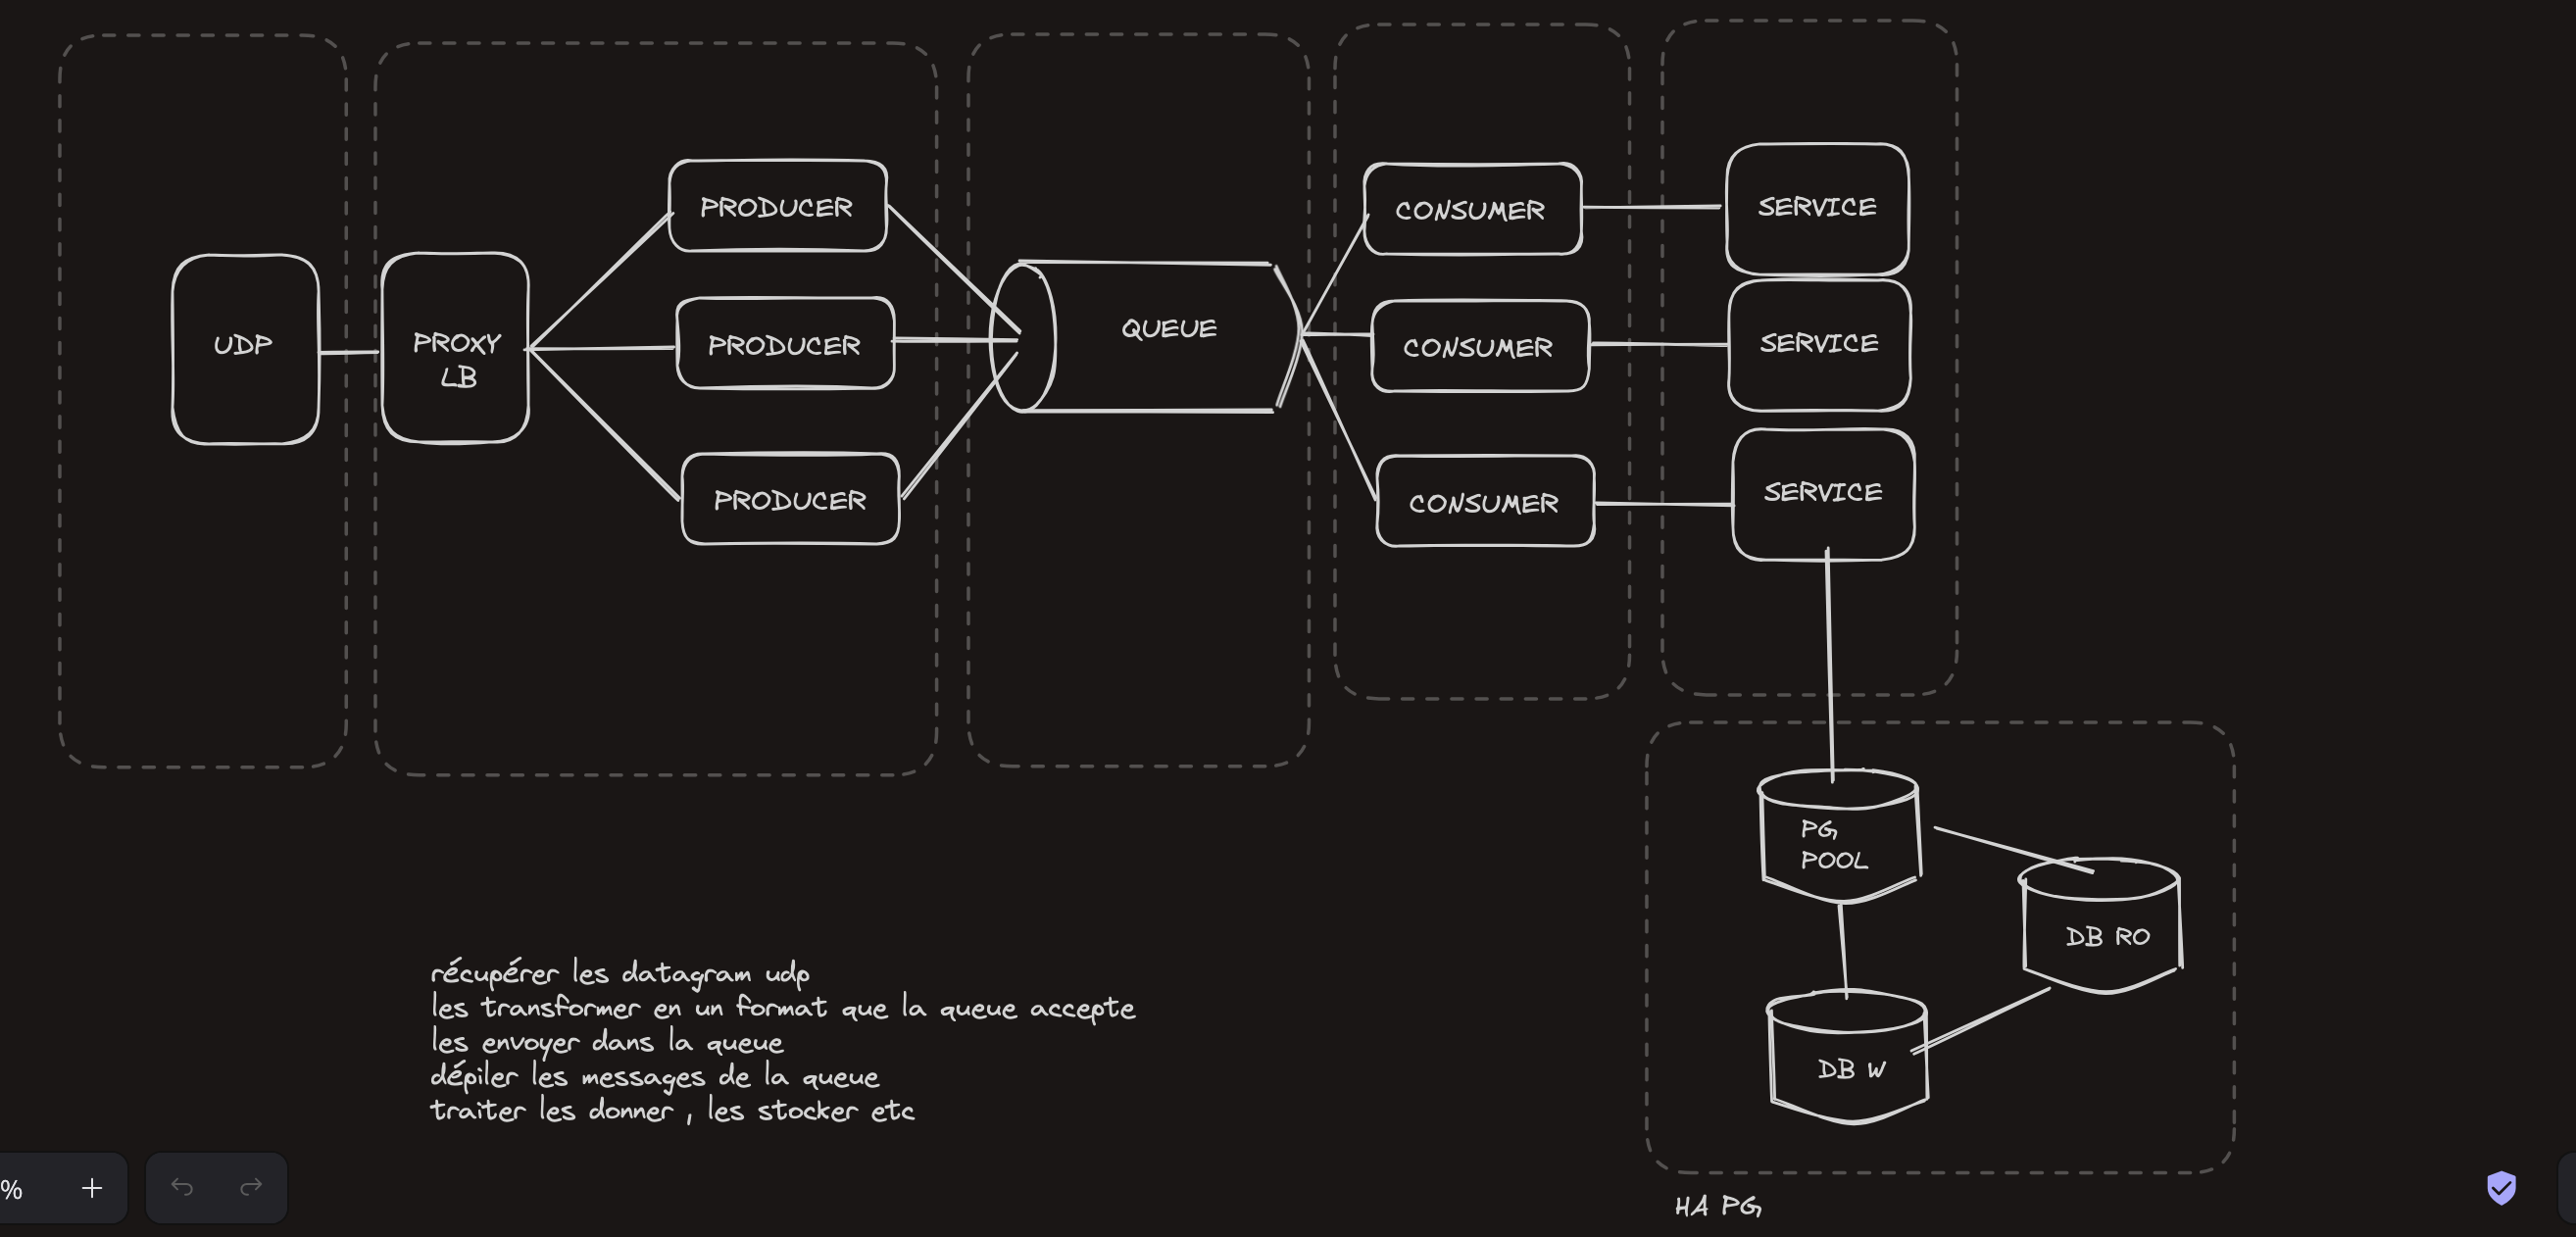 UDP
PROXY
LB
PRODUCER
PRODUCER
PRODUCER
QUEUE
CONSUMER
CONSUMER
CONSUMER
SERVICE
SERVICE
SERVICE
PG
POOL
DB RO
DB W
HA PG
récupérer les datagram udp
les transformer en un format que la queue accepte
les envoyer dans la queue
dépiler les messages de la queue
traiter les donner , les stocker etc
%